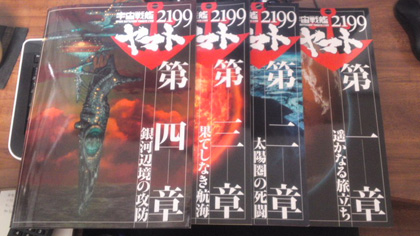 宇宙戦艦
2199
ヤマト
第四章
銀河辺境の攻防
2199
ヤマト
第三章
果てしなき航海
2199
ヤマト
第二章
太陽圏の死闘
宇宙戦艦
2199
ヤマト
第一章
遥かなる旅立ち